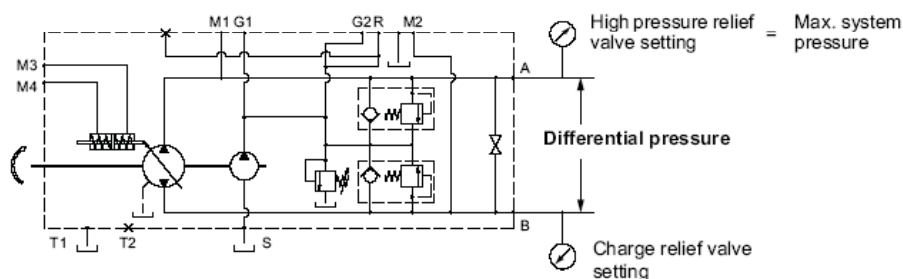 M1 G1
G2 R
M2
High pressure relief
valve setting
=
Max. system
pressure
M3
M4
A
Differential pressure
B
T1
T2
S
Charge relief valve
setting